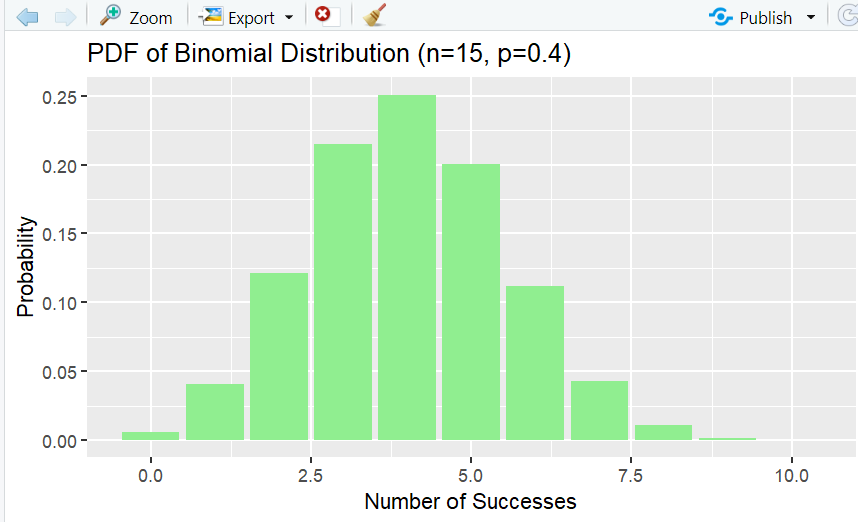 Zoom Export Publish
PDF of Binomial Distribution (n=15, p=0.4)
0.25
0.20
0.15
0.10
0.05
0.00
Probability
0.0 2.5 5.0 7.5 10.0
Number of Successes